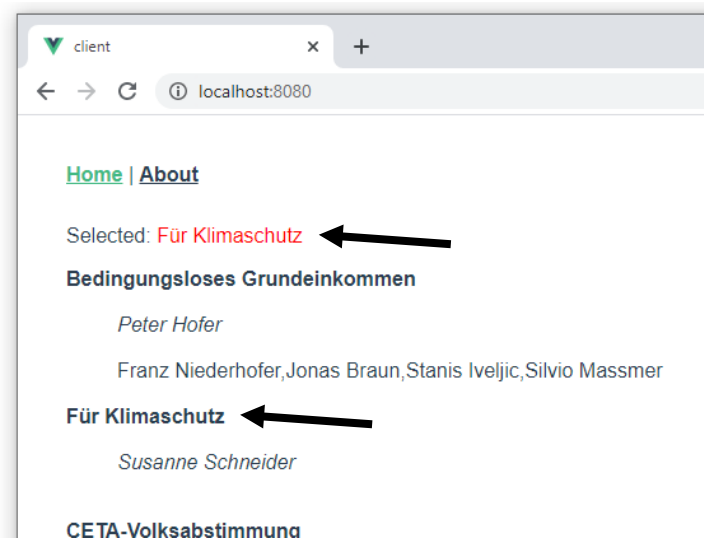 client
localhost:8080
Home | About
Selected: Für Klimaschutz
Bedingungsloses Grundeinkommen
Peter Hofer
Franz Niederhofer,Jonas Braun,Stanis Iveljic,Silvio Massmer
Für Klimaschutz
Susanne Schneider
CETA-Volksabstimmung